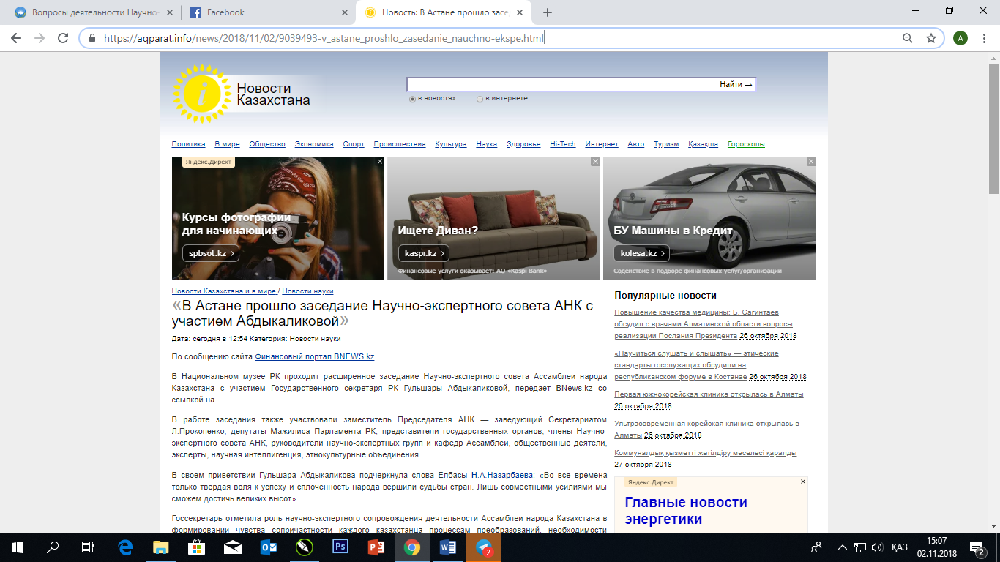 Вопросы деятельности Научно-
Facebook
Новость: В Астане прошло засе
https://aqparat.info/news/2018/11/02/9039493-v_astane_proshlo_zasedanie_nauchno-ekspe.html
A
i
Новости
Казахстана
Найти →
в новостях в интернете
Политика В мире Общество Экономика Спорт Происшествия Культура Наука Здоровье Hi-Tech Интернет Авто Туризм Қазақша Гороскопы
Яндекс.Директ
Курсы фотографии
для начинающих
spbsot.kz >
Ищете Диван?
kaspi.kz >
Финансовые услуги оказывает: АО «Kaspi Bank»
БУ Машины в Кредит
kolesa.kz >
Содействие в подборе финансовых услуг/организаций
Новости Казахстана и в мире / Новости науки
«В Астане прошло заседание Научно-экспертного совета АНК с
участием Абдыкаликовой»
Дата: сегодня в 12:54 Категория: Новости науки
По сообщению сайта Финансовый портал BNEWS.kz
В Национальном музее РК проходит расширенное заседание Научно-экспертного совета Ассамблеи народа
Казахстана с участием Государственного секретаря РК Гульшары Абдыкаликовой, передает BNews.kz со
ссылкой на
В работе заседания также участвовали заместитель Председателя АНК — заведующий Секретариатом
Л.Прокопенко, депутаты Мажилиса Парламента РК, представители государственных органов, члены Научно-
экспертного совета АНК, руководители научно-экспертных групп и кафедр Ассамблеи, общественные деятели,
эксперты, научная интеллигенция, этнокультурные объединения.
В своем приветствии Гульшара Абдыкаликова подчеркнула слова Елбасы Н.А.Назарбаева: «Во все времена
только твердая воля к успеху и сплоченность народа вершили судьбы стран. Лишь совместными усилиями мы
сможем достичь великих высот».
Госсекретарь отметила роль научно-экспертного сопровождения деятельности Ассамблеи народа Казахстана в
формировании чувства сопричастности каждого казахстанца процессам преобразований, необходимости
Популярные новости
Повышение качества медицины: Б. Сагинтаев
обсудил с врачами Алматинской области вопросы
реализации Послания Президента 26 октября 2018
«Научиться слушать и слышать» — этические
стандарты госслужащих обсудили на
республиканском форуме в Костанае 26 октября 2018
Первая южнокорейская клиника открылась в Алматы
26 октября 2018
Ультрасовременная корейская клиника открылась в
Алматы 26 октября 2018
Коммуналдық қызметті жетілдіру мәселесі қаралды
27 октября 2018
Яндекс.Директ
Главные новости
энергетики
2
ҚАЗ
15:07
02.11.2018
2